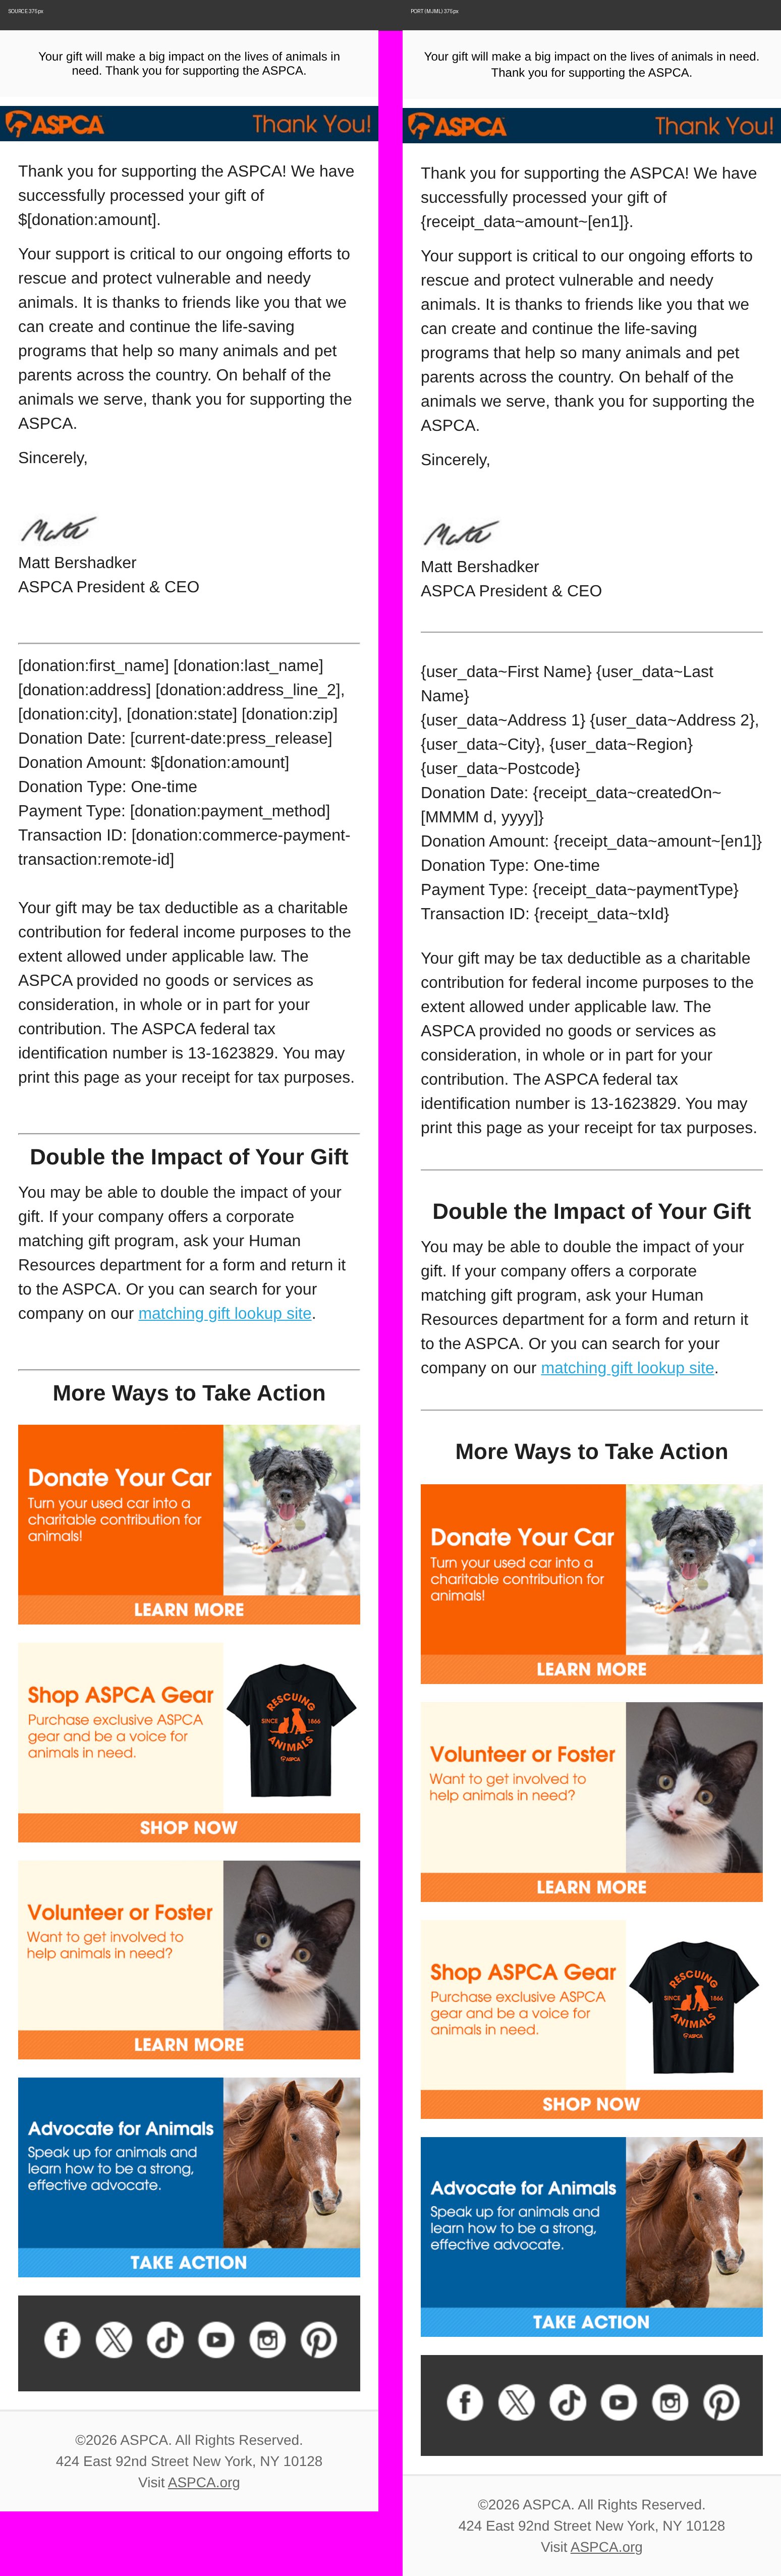 SOURCE 375px
Your gift will make a big impact on the lives of animals in
need. Thank you for supporting the ASPCA.
ASPCA
Thank You!
Thank you for supporting the ASPCA! We have
successfully processed your gift of
$[donation:amount].
Your support is critical to our ongoing efforts to
rescue and protect vulnerable and needy
animals. It is thanks to friends like you that we
can create and continue the life-saving
programs that help so many animals and pet
parents across the country. On behalf of the
animals we serve, thank you for supporting the
ASPCA.
Sincerely,
Matt
Matt Bershadker
ASPCA President & CEO
[donation:first_name] [donation:last_name]
[donation:address] [donation:address_line_2],
[donation:city], [donation:state] [donation:zip]
Donation Date: [current-date:press_release]
Donation Amount: $[donation:amount]
Donation Type: One-time
Payment Type: [donation:payment_method]
Transaction ID: [donation:commerce-payment-
transaction:remote-id]
Your gift may be tax deductible as a charitable
contribution for federal income purposes to the
extent allowed under applicable law. The
ASPCA provided no goods or services as
consideration, in whole or in part for your
contribution. The ASPCA federal tax
identification number is 13-1623829. You may
print this page as your receipt for tax purposes.
Double the Impact of Your Gift
You may be able to double the impact of your
gift. If your company offers a corporate
matching gift program, ask your Human
Resources department for a form and return it
to the ASPCA. Or you can search for your
company on our matching gift lookup site.
More Ways to Take Action
Donate Your Car
Turn your used car into a
charitable contribution for
animals!
LEARN MORE
Shop ASPCA Gear
Purchase exclusive ASPCA
gear and be a voice for
animals in need.
RESCUING
SINCE 1866
ANIMALS
ASPCA
SHOP NOW
Volunteer or Foster
Want to get involved to
help animals in need?
LEARN MORE
Advocate for Animals
Speak up for animals and
learn how to be a strong,
effective advocate.
TAKE ACTION
©2026 ASPCA. All Rights Reserved.
424 East 92nd Street New York, NY 10128
Visit ASPCA.org
PORT (MJML) 375px
Your gift will make a big impact on the lives of animals in need.
Thank you for supporting the ASPCA.
ASPCA
Thank You!
Thank you for supporting the ASPCA! We have
successfully processed your gift of
{receipt_data~amount~[en1]}.
Your support is critical to our ongoing efforts to
rescue and protect vulnerable and needy
animals. It is thanks to friends like you that we
can create and continue the life-saving
programs that help so many animals and pet
parents across the country. On behalf of the
animals we serve, thank you for supporting the
ASPCA.
Sincerely,
Matt
Matt Bershadker
ASPCA President & CEO
{user_data~First Name} {user_data~Last
Name}
{user_data~Address 1} {user_data~Address 2},
{user_data~City}, {user_data~Region}
{user_data~Postcode}
Donation Date: {receipt_data~createdOn~
[MMMM d, yyyy]}
Donation Amount: {receipt_data~amount~[en1]}
Donation Type: One-time
Payment Type: {receipt_data~paymentType}
Transaction ID: {receipt_data~txId}
Your gift may be tax deductible as a charitable
contribution for federal income purposes to the
extent allowed under applicable law. The
ASPCA provided no goods or services as
consideration, in whole or in part for your
contribution. The ASPCA federal tax
identification number is 13-1623829. You may
print this page as your receipt for tax purposes.
Double the Impact of Your Gift
You may be able to double the impact of your
gift. If your company offers a corporate
matching gift program, ask your Human
Resources department for a form and return it
to the ASPCA. Or you can search for your
company on our matching gift lookup site.
More Ways to Take Action
Donate Your Car
Turn your used car into a
charitable contribution for
animals!
LEARN MORE
Volunteer or Foster
Want to get involved to
help animals in need?
LEARN MORE
Shop ASPCA Gear
Purchase exclusive ASPCA
gear and be a voice for
animals in need.
RESCUING
SINCE 1866
ANIMALS
ASPCA
SHOP NOW
Advocate for Animals
Speak up for animals and
learn how to be a strong,
effective advocate.
TAKE ACTION
©2026 ASPCA. All Rights Reserved.
424 East 92nd Street New York, NY 10128
Visit ASPCA.org